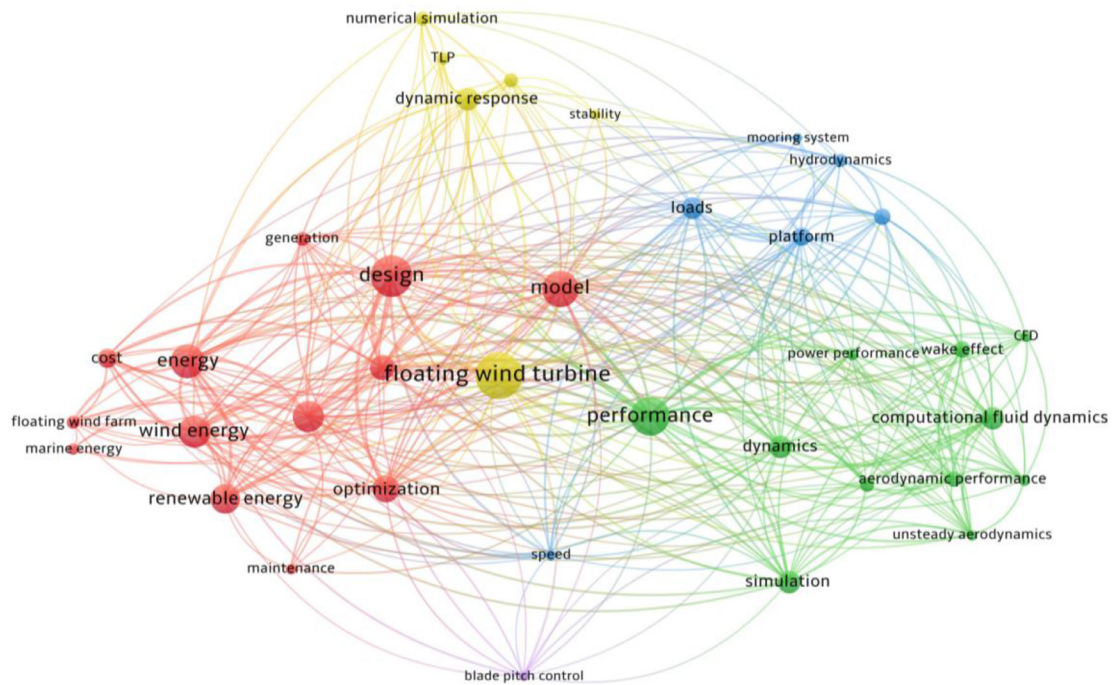 numerical simulation
TLP
dynamic response
stability
mooring system
hydrodynamics
loads
platform
generation
design
model
CFD
cost
energy
power performance
wake effect
floating wind turbine
performance
computational fluid dynamics
floating wind farm
wind energy
marine energy
dynamics
aerodynamic performance
renewable energy
optimization
unsteady aerodynamics
speed
maintenance
simulation
blade pitch control